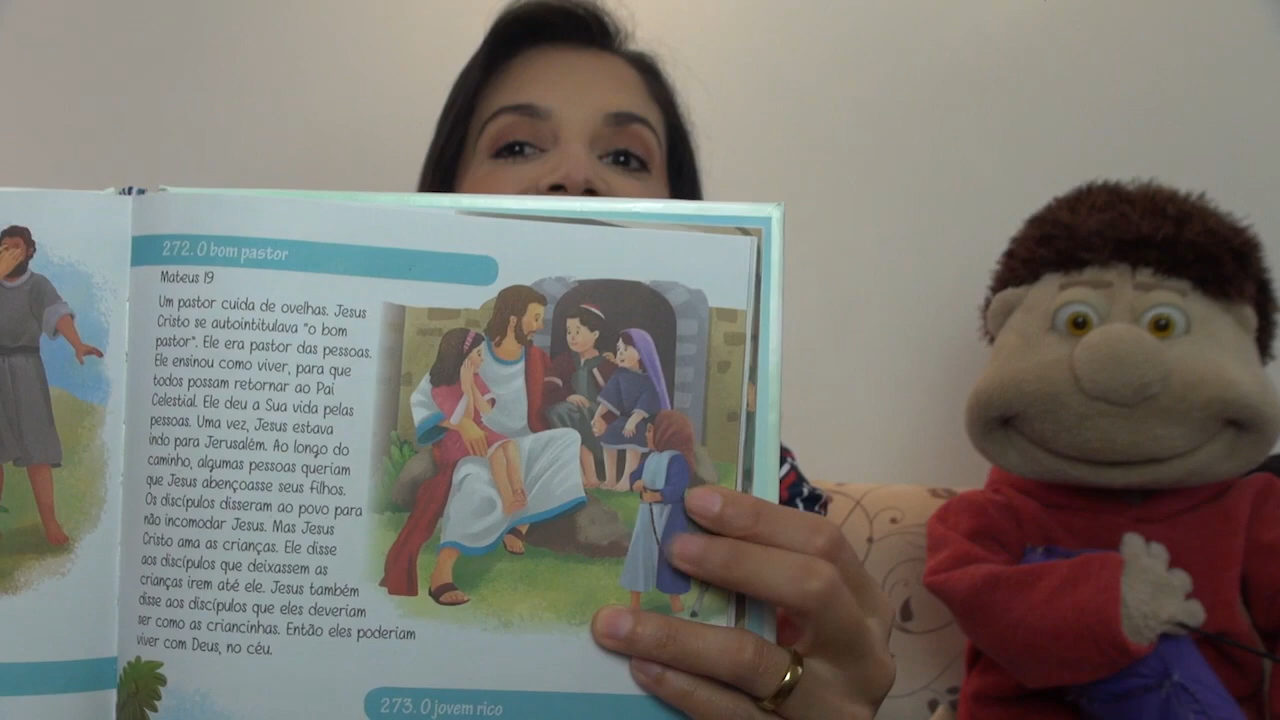 272. O bom pastor
Mateus 19
Um pastor cuida de ovelhas. Jesus
Cristo se autointitulava "o bom
pastor". Ele era pastor das pessoas.
Ele ensinou como viver, para que
todos possam retornar ao Pai
Celestial. Ele deu a Sua vida pelas
pessoas. Uma vez, Jesus estava
indo para Jerusalém. Ao longo do
caminho, algumas pessoas queriam
que Jesus abençoasse seus filhos.
Os discípulos disseram ao povo para
não incomodar Jesus. Mas Jesus
Cristo ama as crianças. Ele disse
aos discípulos que deixassem as
crianças irem até ele. Jesus também
disse aos discípulos que eles deveriam
ser como as criancinhas. Então eles poderiam
viver com Deus, no céu.
273. O jovem rico